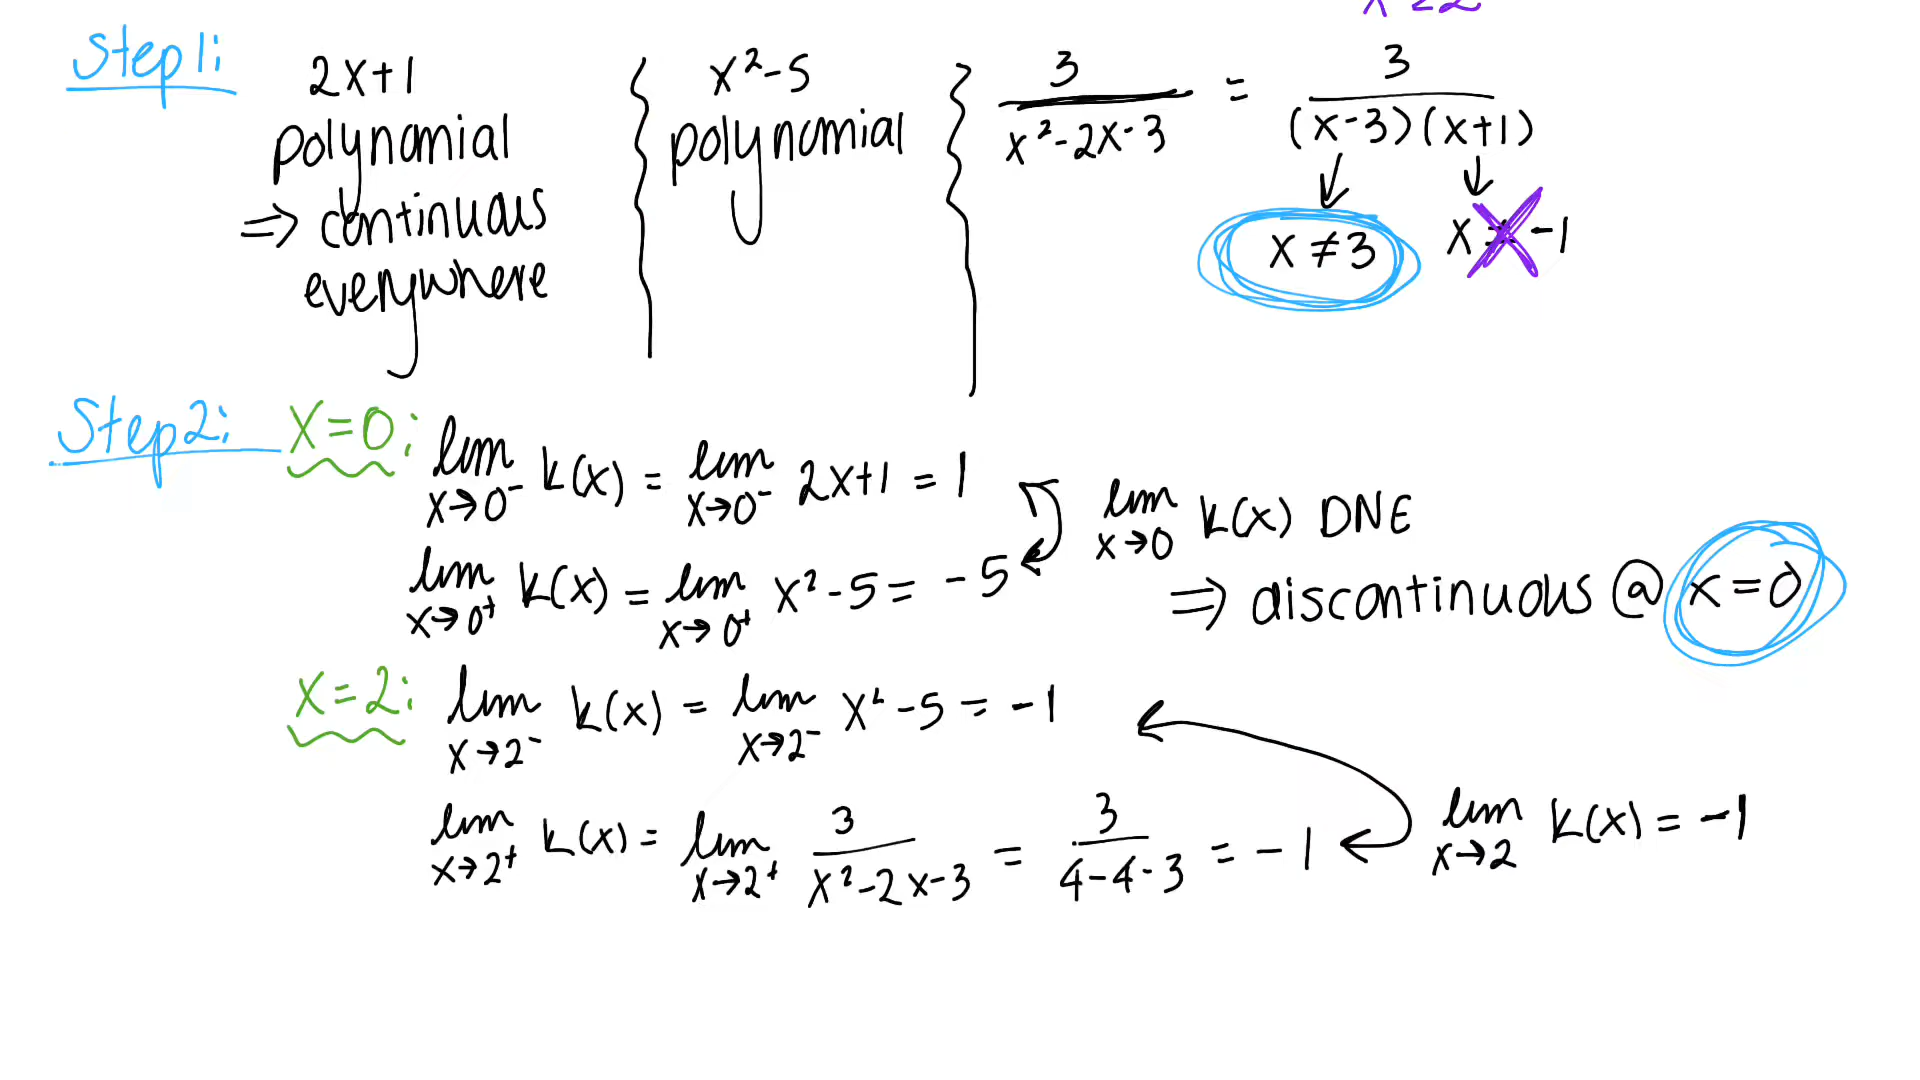 x≥2
Step 1:
2x+1
polynomial
⇒ continuous
everywhere
x²-5
polynomial
3/(x²-2x-3) = 3/((x-3)(x+1))
x≠3
x≠-1
Step 2:
x=0:
lim x→0⁻ k(x) = lim x→0⁻ 2x+1 = 1
lim x→0⁺ k(x) = lim x→0⁺ x²-5 = -5
lim x→0 k(x) DNE
⇒ discontinuous @ x=0
x=2:
lim x→2⁻ k(x) = lim x→2⁻ x²-5 = -1
lim x→2⁺ k(x) = lim x→2⁺ 3/(x²-2x-3) = 3/(4-4-3) = -1
lim x→2 k(x) = -1